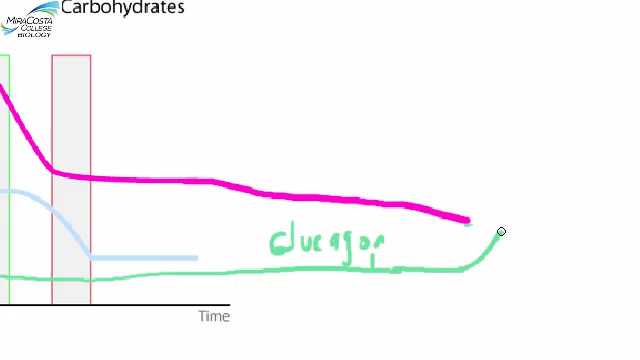 Carbohydrates
MIRACOSTA
COLLEGE
BIOLOGY
Glucagon
Time